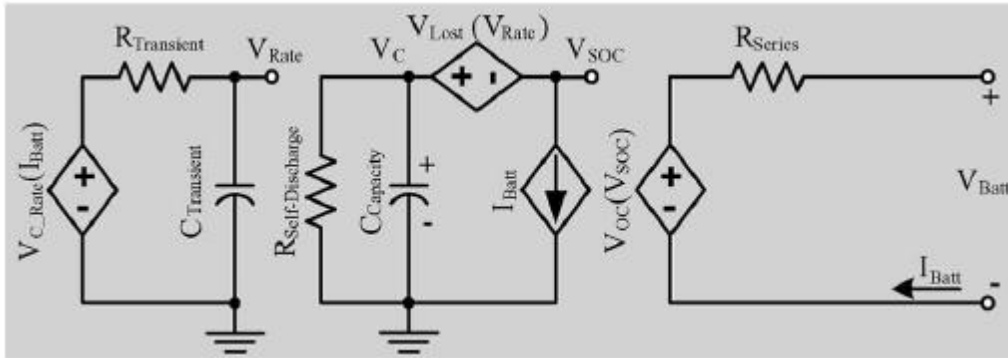 R_Transient
V_Rate
V_C_Rate(I_Batt)
+
-
C_Transient
V_C
V_Lost(V_Rate)
+ -
V_SOC
R_Self-Discharge
C_Capacity
+
-
I_Batt
R_Series
V_OC(V_SOC)
+
-
+
V_Batt
I_Batt
-